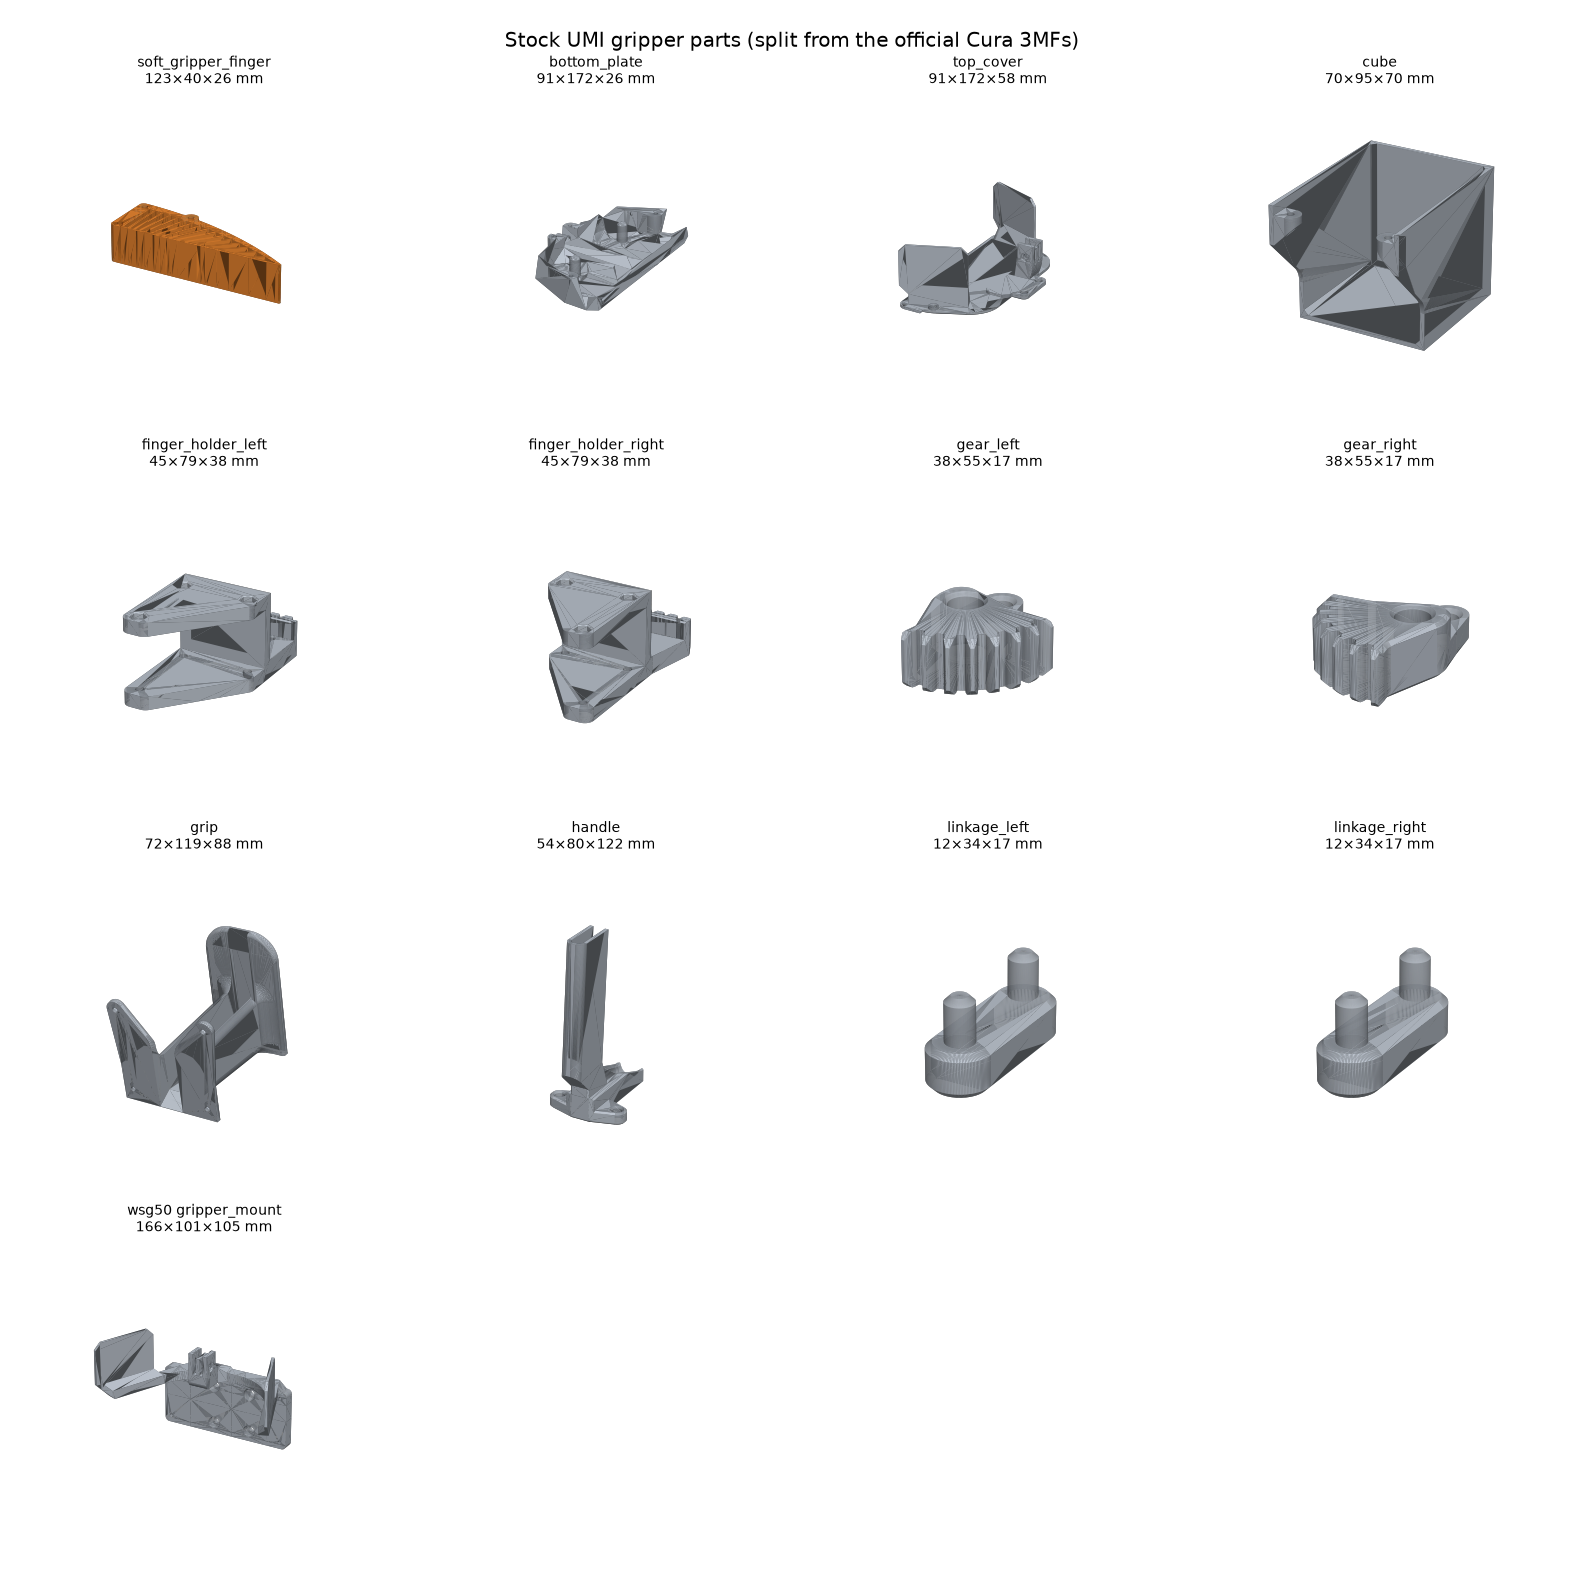 Stock UMI gripper parts (split from the official Cura 3MFs)
soft_gripper_finger
123×40×26 mm
bottom_plate
91×172×26 mm
top_cover
91×172×58 mm
cube
70×95×70 mm
finger_holder_left
45×79×38 mm
finger_holder_right
45×79×38 mm
gear_left
38×55×17 mm
gear_right
38×55×17 mm
grip
72×119×88 mm
handle
54×80×122 mm
linkage_left
12×34×17 mm
linkage_right
12×34×17 mm
wsg50 gripper_mount
166×101×105 mm